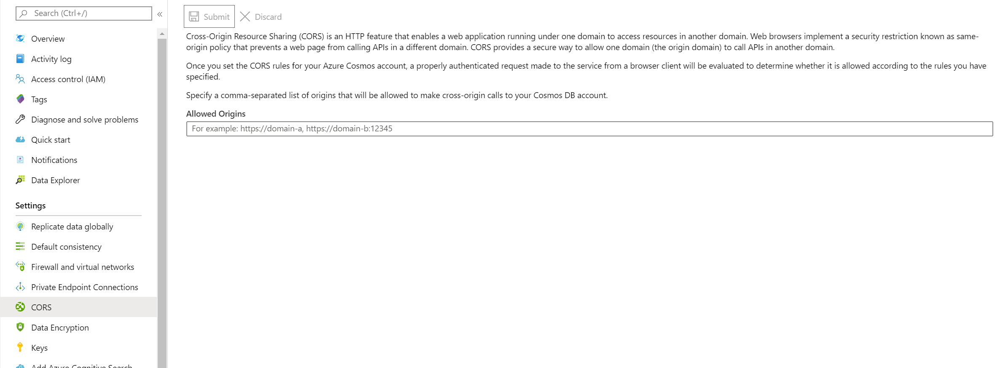 Search (Ctrl+/)
«
Overview
Activity log
Access control (IAM)
Tags
Diagnose and solve problems
Quick start
Notifications
Data Explorer
Settings
Replicate data globally
Default consistency
Firewall and virtual networks
Private Endpoint Connections
CORS
Data Encryption
Keys
Add Azure Cognitive Search
Submit
Discard
Cross-Origin Resource Sharing (CORS) is an HTTP feature that enables a web application running under one domain to access resources in another domain. Web browsers implement a security restriction known as same-
origin policy that prevents a web page from calling APIs in a different domain. CORS provides a secure way to allow one domain (the origin domain) to call APIs in another domain.
Once you set the CORS rules for your Azure Cosmos account, a properly authenticated request made to the service from a browser client will be evaluated to determine whether it is allowed according to the rules you have
specified.
Specify a comma-separated list of origins that will be allowed to make cross-origin calls to your Cosmos DB account.
Allowed Origins
For example: https://domain-a, https://domain-b:12345